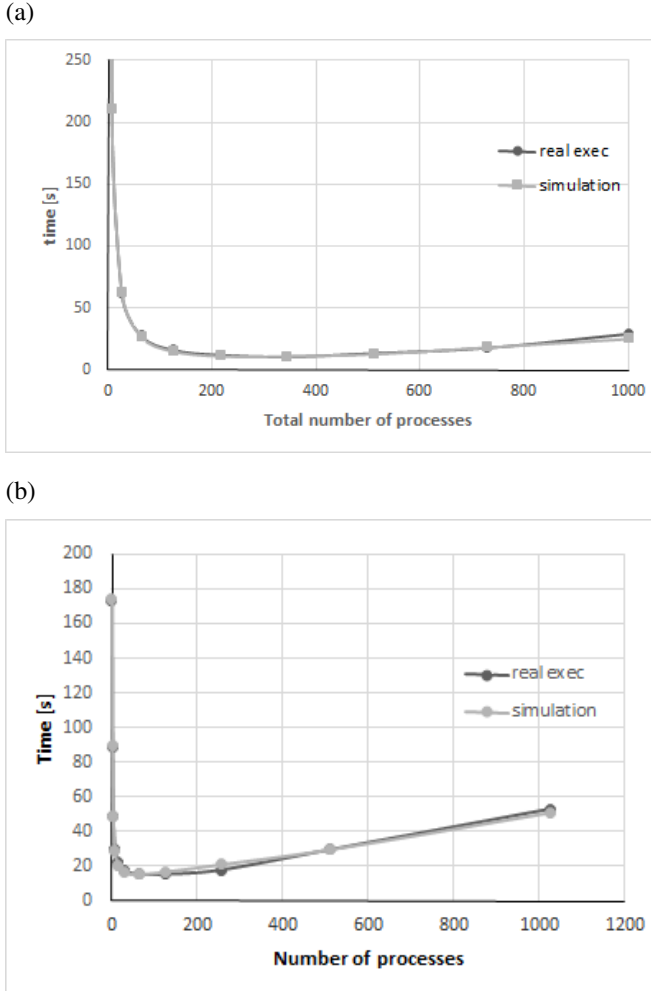 (a)
250
200
150
100
50
0
time [s]
real exec
simulation
0 200 400 600 800 1000
Total number of processes
(b)
200
180
160
140
120
100
80
60
40
20
0
Time [s]
real exec
simulation
0 200 400 600 800 1000 1200
Number of processes